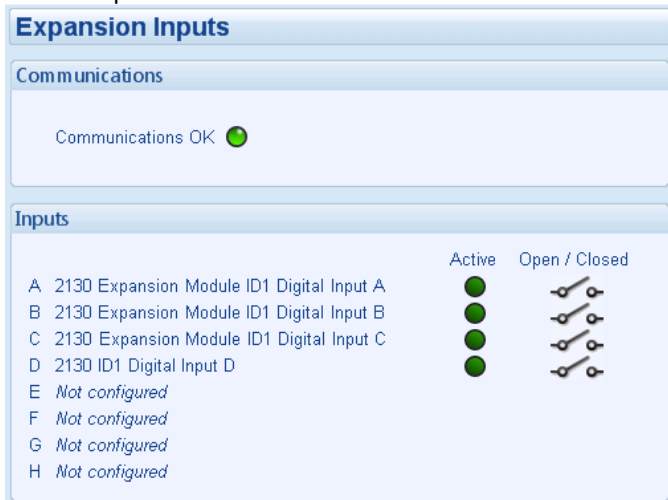 Expansion Inputs
Communications
Communications OK
Inputs
Active Open / Closed
A 2130 Expansion Module ID1 Digital Input A
B 2130 Expansion Module ID1 Digital Input B
C 2130 Expansion Module ID1 Digital Input C
D 2130 ID1 Digital Input D
E Not configured
F Not configured
G Not configured
H Not configured